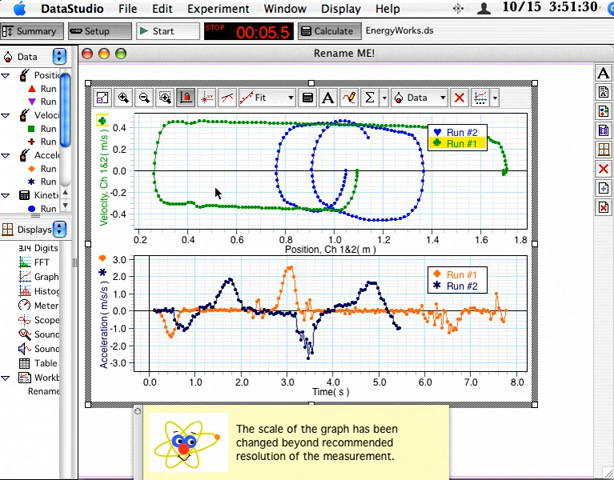 DataStudio File Edit Experiment Window Display Help 10/15 3:51:30
Summary Setup Start STOP 00:05.5 Calculate EnergyWorks.ds
Data Rename ME!
Positio
Run
Run
Veloci
Run
Run
Accele
Run
Run
Kineti
Run
Displays
3.14 Digits
FFT
Graph
Histog
Meter
Scope
Sound
Sound
Table
Workb
Rename
Fit A Σ Data
Velocity, Ch 1&2( m/s )
0.4
0.2
0.0
-0.2
-0.4
Run #2
Run #1
0.2 0.4 0.6 0.8 1.0 1.2 1.4 1.6 1.8
Position, Ch 1&2( m )
Acceleration( m/s/s )
3.0
2.0
1.0
0.0
-1.0
-2.0
-3.0
Run #1
Run #2
0.0 1.0 2.0 3.0 4.0 5.0 6.0 7.0 8.0
Time( s )
The scale of the graph has been
changed beyond recommended
resolution of the measurement.